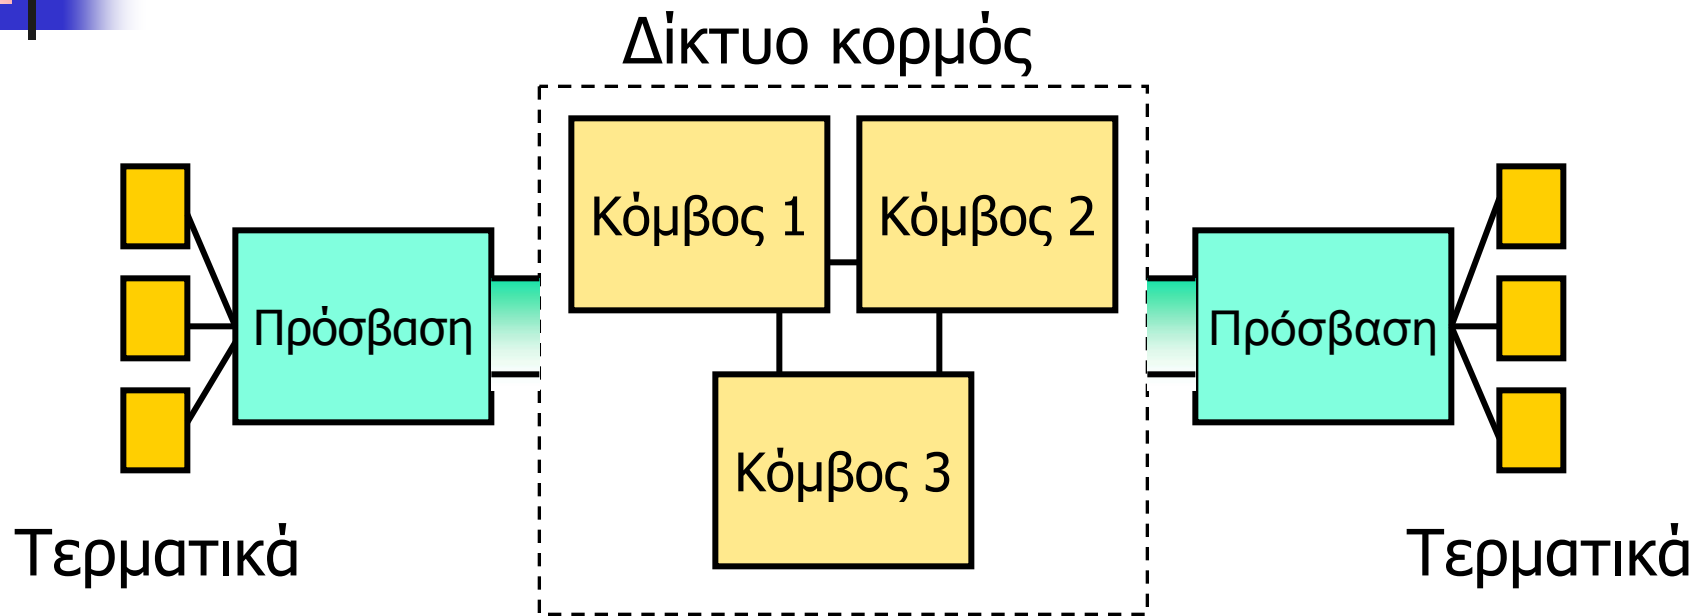 Δίκτυο κορμός
Κόμβος 1
Κόμβος 2
Πρόσβαση
Πρόσβαση
Κόμβος 3
Τερματικά
Τερματικά